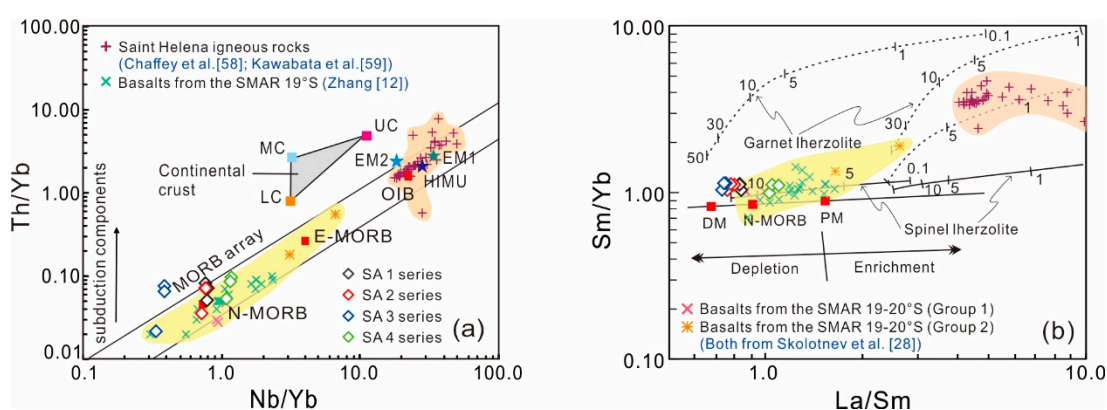 100.00
10.00
1.00
0.10
0.01
Th/Yb
0.1
1.0
10.0
100.0
Nb/Yb
Saint Helena igneous rocks
(Chaffey et al.[58]; Kawabata et al.[59])
Basalts from the SMAR 19°S (Zhang [12])
UC
MC
LC
Continental
crust
EM2
EM1
HIMU
OIB
E-MORB
N-MORB
MORB array
subduction components
SA 1 series
SA 2 series
SA 3 series
SA 4 series
(a)
10.00
1.00
0.10
Sm/Yb
1.0
10.0
La/Sm
0.1
1
5
10
30
50
0.1
1
5
10
30
Garnet lherzolite
1
5
0.1
10
5
1
10
5
Spinel lherzolite
DM
N-MORB
PM
Depletion
Enrichment
Basalts from the SMAR 19-20°S (Group 1)
Basalts from the SMAR 19-20°S (Group 2)
(Both from Skolotnev et al. [28])
(b)